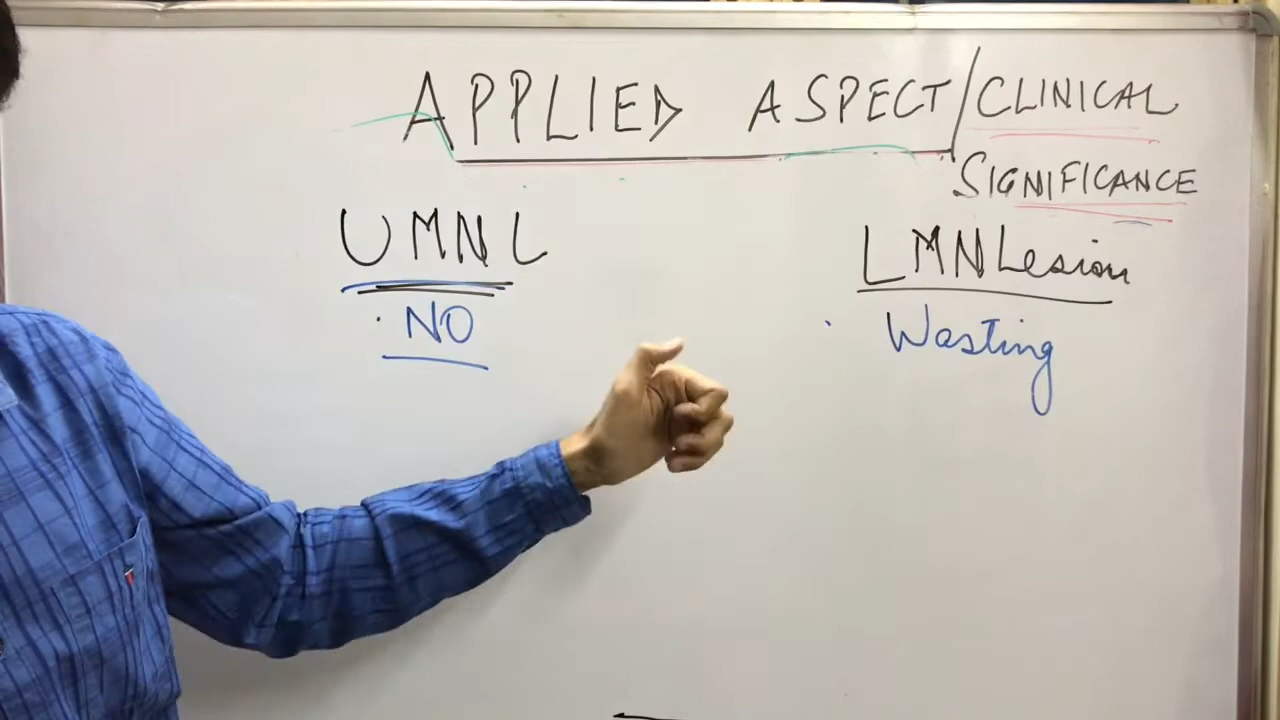 APPLIED ASPECT/CLINICAL
SIGNIFICANCE
UMNL LMNLesion
NO Wasting